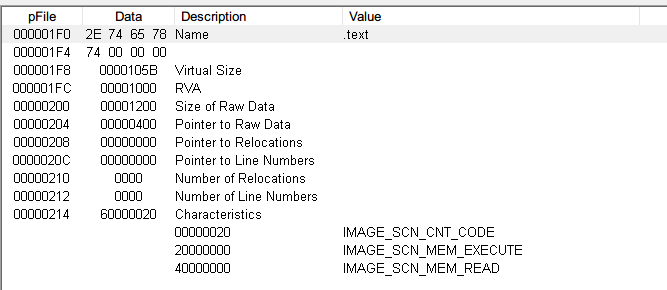 pFile Data Description Value
000001F0 2E 74 65 78 Name .text
000001F4 74 00 00 00
000001F8 0000105B Virtual Size
000001FC 00001000 RVA
00000200 00001200 Size of Raw Data
00000204 00000400 Pointer to Raw Data
00000208 00000000 Pointer to Relocations
0000020C 00000000 Pointer to Line Numbers
00000210 0000 Number of Relocations
00000212 0000 Number of Line Numbers
00000214 60000020 Characteristics
00000020 IMAGE_SCN_CNT_CODE
20000000 IMAGE_SCN_MEM_EXECUTE
40000000 IMAGE_SCN_MEM_READ